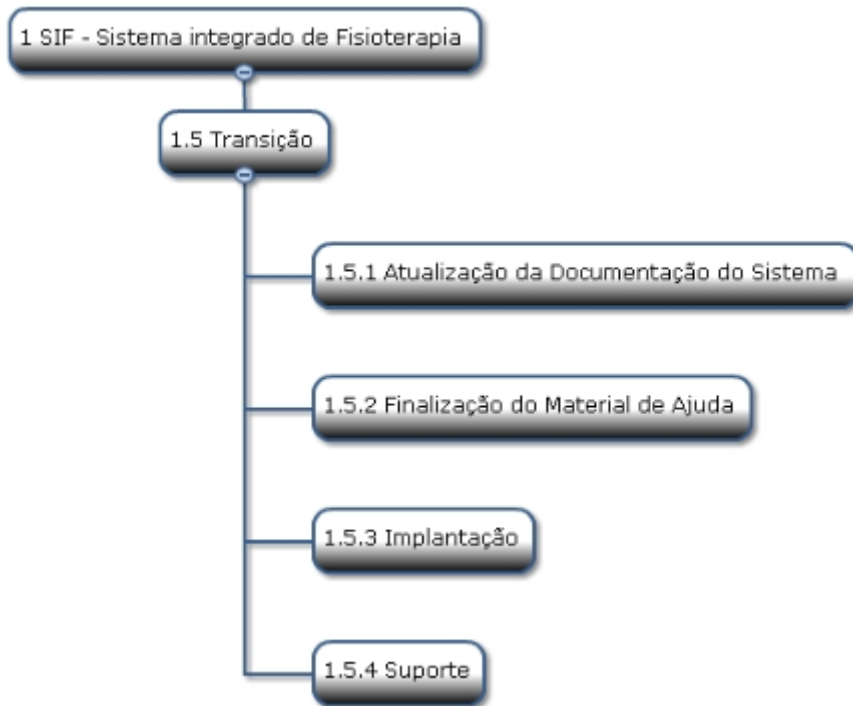 1 SIF - Sistema integrado de Fisioterapia
1.5 Transição
1.5.1 Atualização da Documentação do Sistema
1.5.2 Finalização do Material de Ajuda
1.5.3 Implantação
1.5.4 Suporte